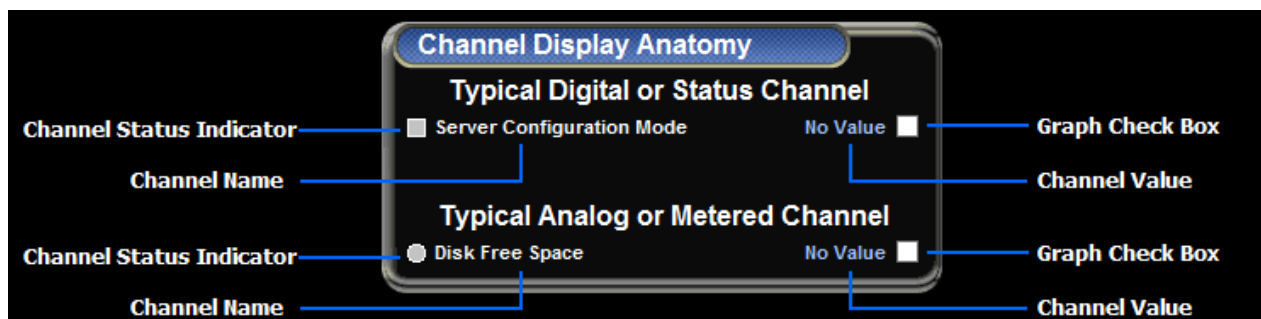 Channel Display Anatomy
Typical Digital or Status Channel
Channel Status Indicator Server Configuration Mode No Value Graph Check Box
Channel Name Channel Value
Typical Analog or Metered Channel
Channel Status Indicator Disk Free Space No Value Graph Check Box
Channel Name Channel Value